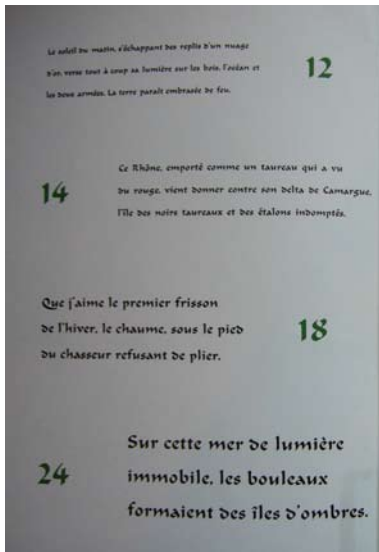 Le soleil du matin, s'échappant des replis d'un nuage
d'or, verse tout à coup sa lumière sur les bois, l'océan et
les deux armées. La terre paraît embrasée de feu.
12
Ce Rhône, emporté comme un taureau qui a vu
du rouge, vient donner contre son delta de Camargue,
l'île des noirs taureaux et des étalons indomptés.
14
Que j'aime le premier frisson
de l'hiver, le chaume, sous le pied
du chasseur refusant de plier.
18
Sur cette mer de lumière
immobile, les bouleaux
formaient des îles d'ombres.
24